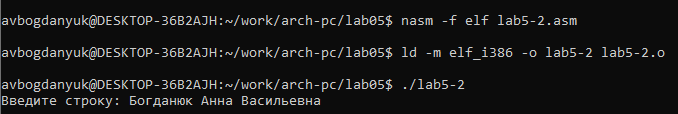 avbogdanyuk@DESKTOP-36B2AJH:~/work/arch-pc/lab05$ nasm -f elf lab5-2.asm
avbogdanyuk@DESKTOP-36B2AJH:~/work/arch-pc/lab05$ ld -m elf_i386 -o lab5-2 lab5-2.o
avbogdanyuk@DESKTOP-36B2AJH:~/work/arch-pc/lab05$ ./lab5-2
Введите строку: Богданюк Анна Васильевна